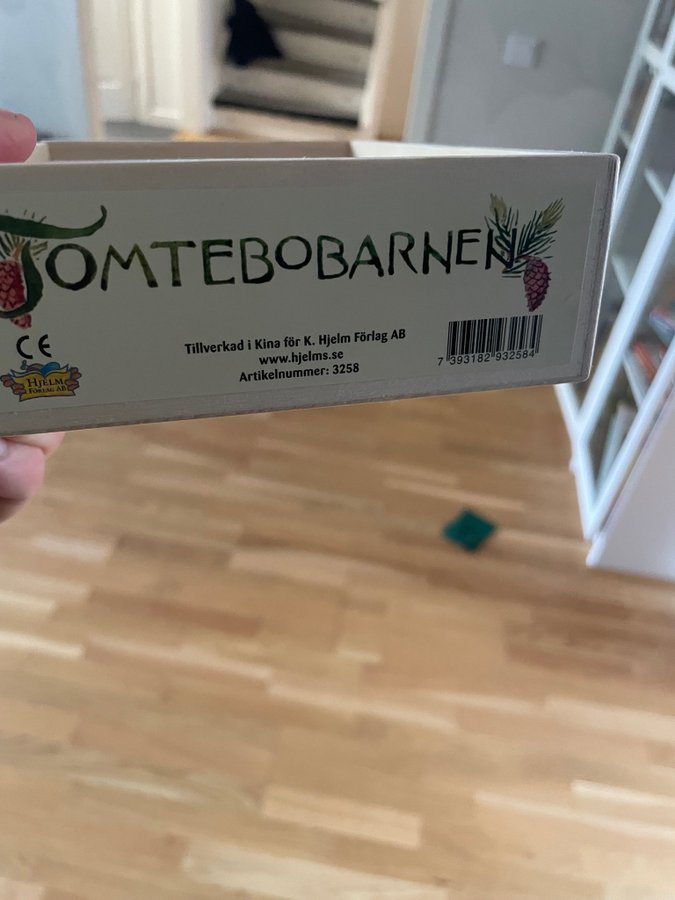 TOMTEBOBARNEN
CE
HJELM
FÖRLAG AB
Tillverkad i Kina för K. Hjelm Förlag AB
www.hjelms.se
Artikelnummer: 3258
7 393182 932584